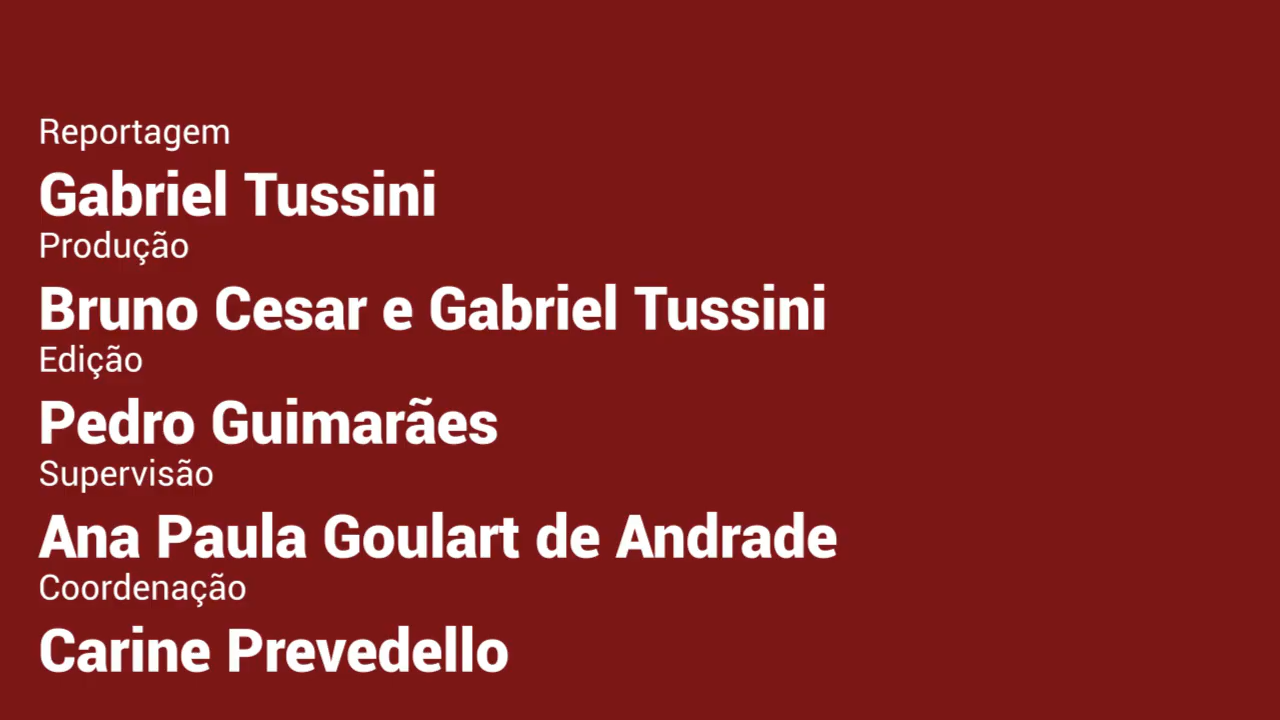 Reportagem
Gabriel Tussini
Produção
Bruno Cesar e Gabriel Tussini
Edição
Pedro Guimarães
Supervisão
Ana Paula Goulart de Andrade
Coordenação
Carine Prevedello